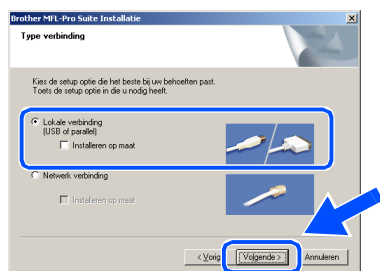 Brother MFL-Pro Suite Installatie
Type verbinding
Kies de setup optie die het beste bij uw behoeften past.
Toets de setup optie in die u nodig heeft.
Lokale verbinding
(USB of parallel)
Installeren op maat
Netwerk verbinding
Installeren op maat
< Vorig Volgende > Annuleren